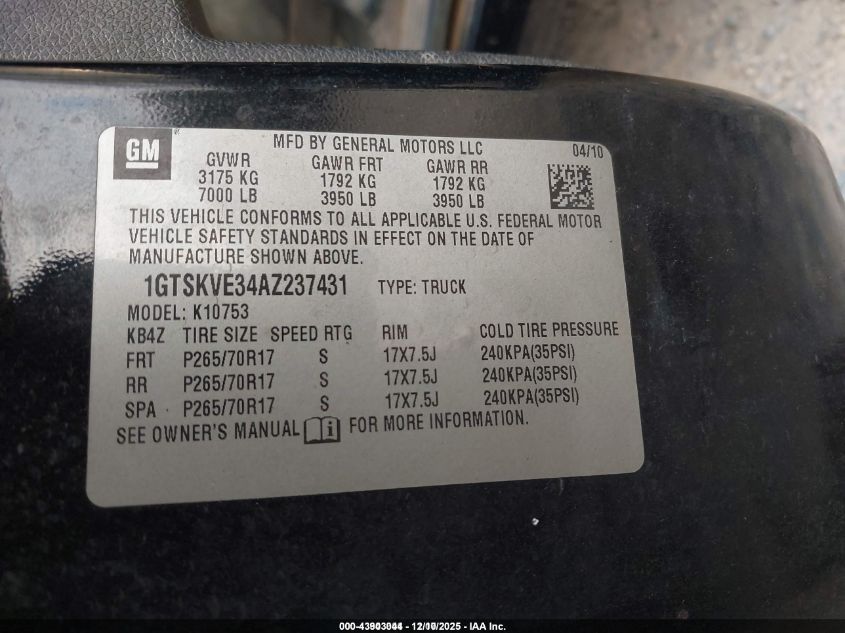 GM
MFD BY GENERAL MOTORS LLC 04/10
GVWR GAWR FRT GAWR RR
3175 KG 1792 KG 1792 KG
7000 LB 3950 LB 3950 LB
THIS VEHICLE CONFORMS TO ALL APPLICABLE U.S. FEDERAL MOTOR
VEHICLE SAFETY STANDARDS IN EFFECT ON THE DATE OF
MANUFACTURE SHOWN ABOVE.
1GTSKVE34AZ237431 TYPE: TRUCK
MODEL: K10753
KB4Z TIRE SIZE SPEED RTG RIM COLD TIRE PRESSURE
FRT P265/70R17 S 17X7.5J 240KPA(35PSI)
RR P265/70R17 S 17X7.5J 240KPA(35PSI)
SPA P265/70R17 S 17X7.5J 240KPA(35PSI)
SEE OWNER'S MANUAL i FOR MORE INFORMATION.
- IAA Inc.